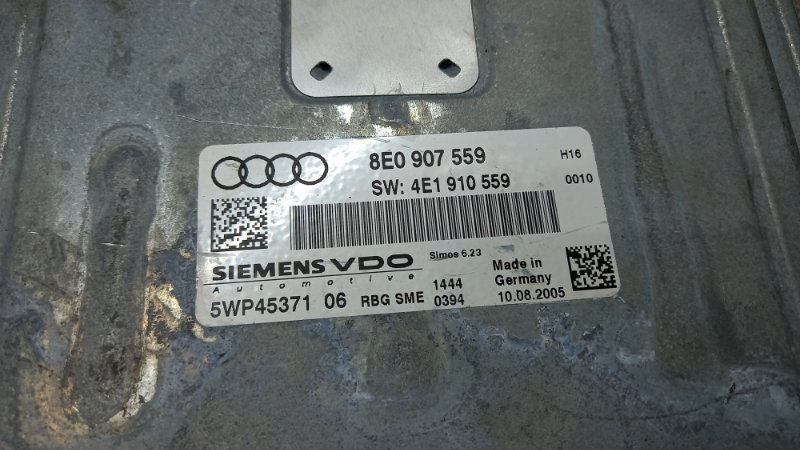 8E0 907 559 H16
SW: 4E1 910 559 0010
SIEMENS VDO Simos 6.23 Made in
Automotive 1444 Germany
5WP45371 06 RBG SME 0394 10.08.2005